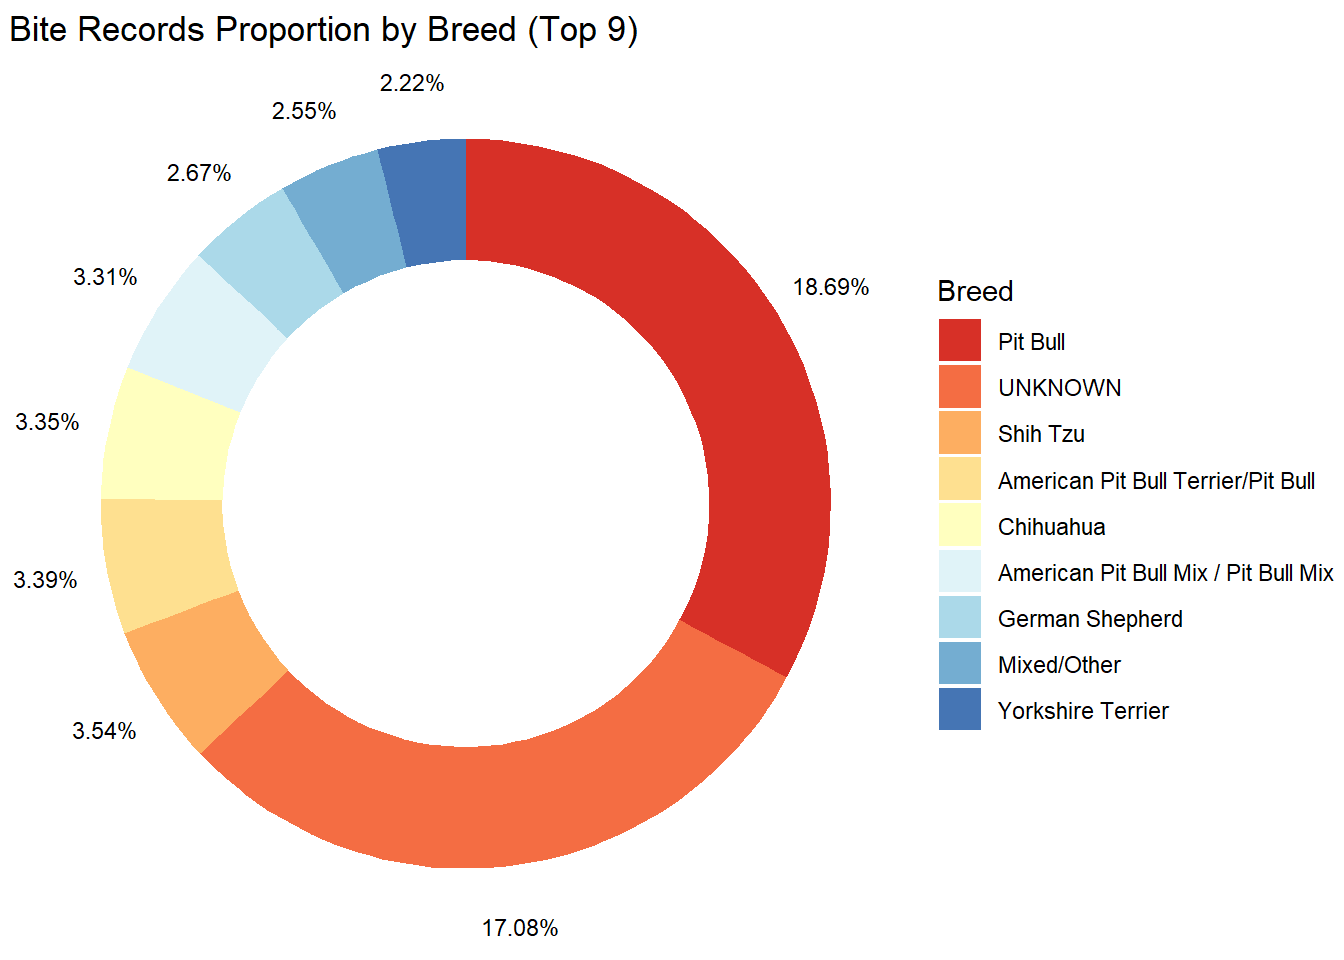 Bite Records Proportion by Breed (Top 9)
2.22%
2.55%
2.67%
3.31%
18.69%
3.35%
3.39%
3.54%
17.08%
Breed
Pit Bull
UNKNOWN
Shih Tzu
American Pit Bull Terrier/Pit Bull
Chihuahua
American Pit Bull Mix / Pit Bull Mix
German Shepherd
Mixed/Other
Yorkshire Terrier